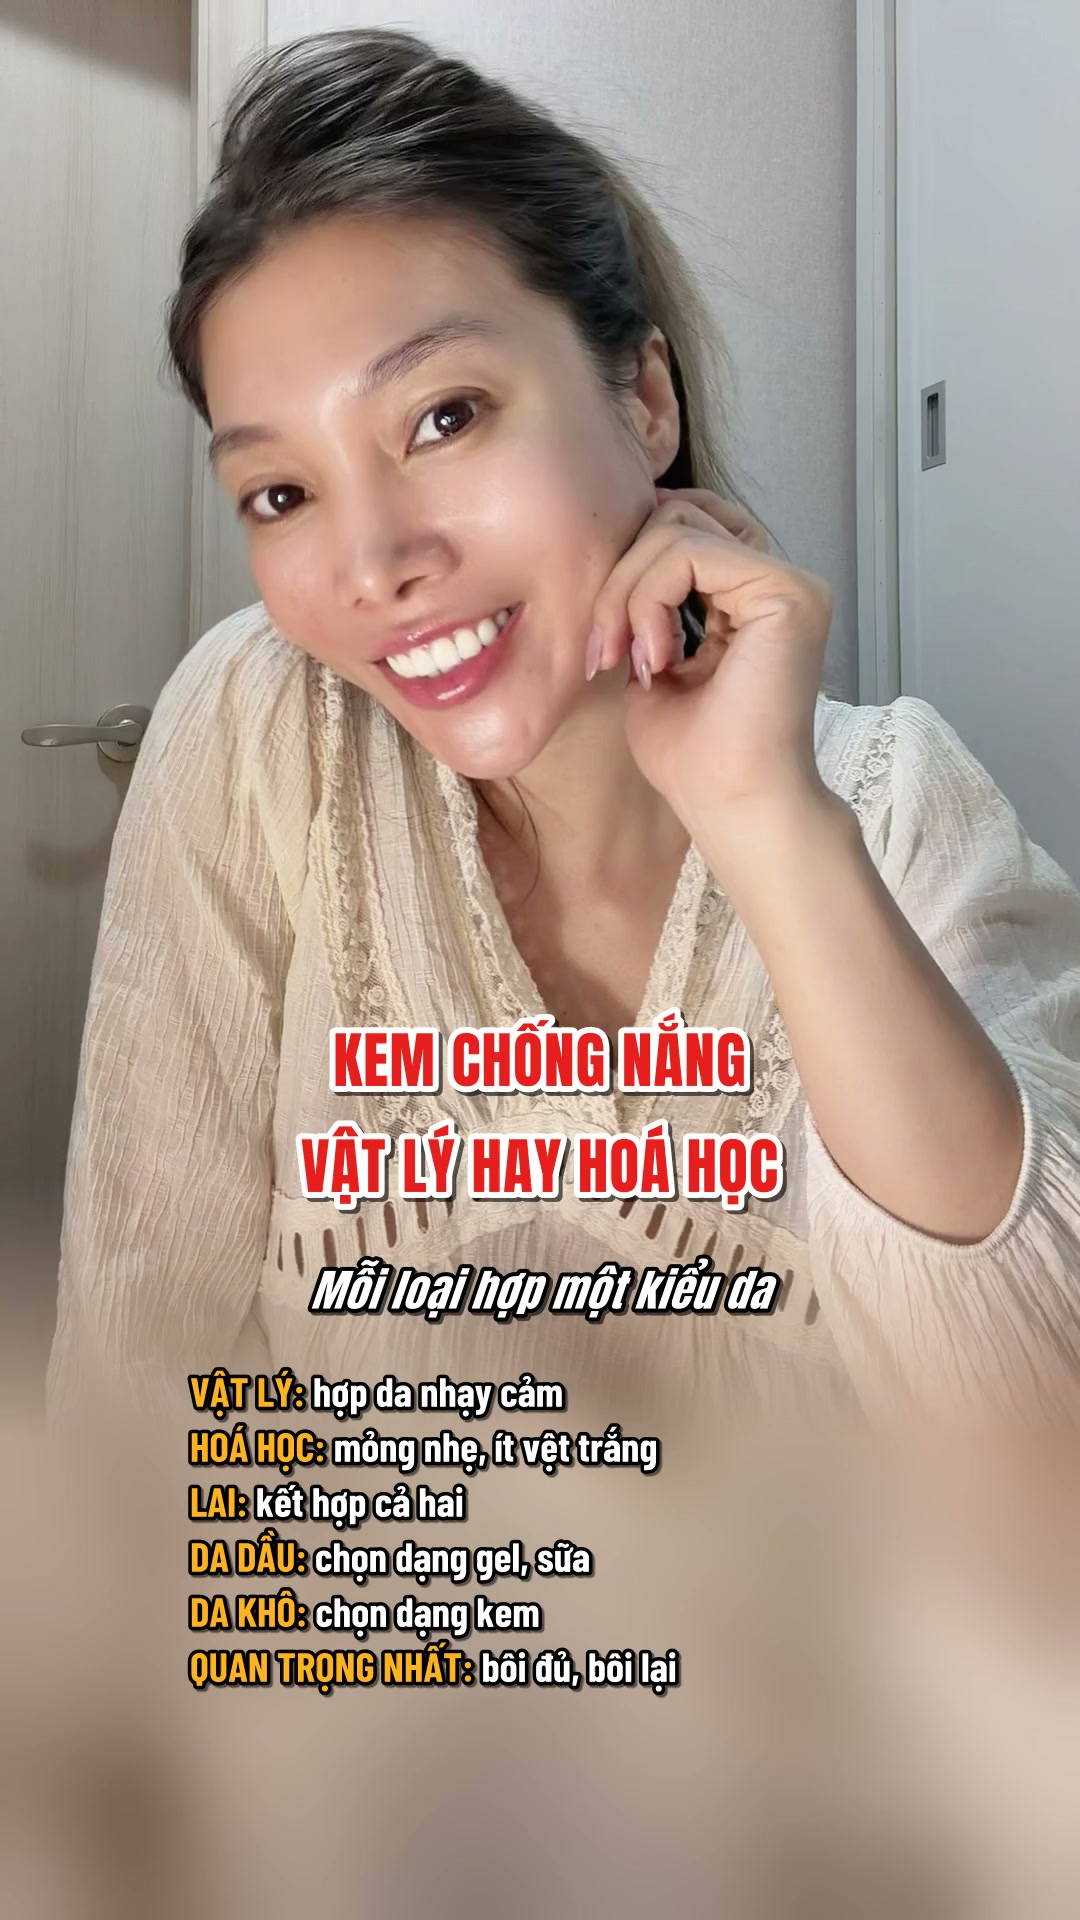 KEM CHỐNG NẮNG
VẬT LÝ HAY HOÁ HỌC
Mỗi loại hợp một kiểu da
VẬT LÝ: hợp da nhạy cảm
HOÁ HỌC: mỏng nhẹ, ít vệt trắng
LAI: kết hợp cả hai
DA DẦU: chọn dạng gel, sữa
DA KHÔ: chọn dạng kem
QUAN TRỌNG NHẤT: bôi đủ, bôi lại